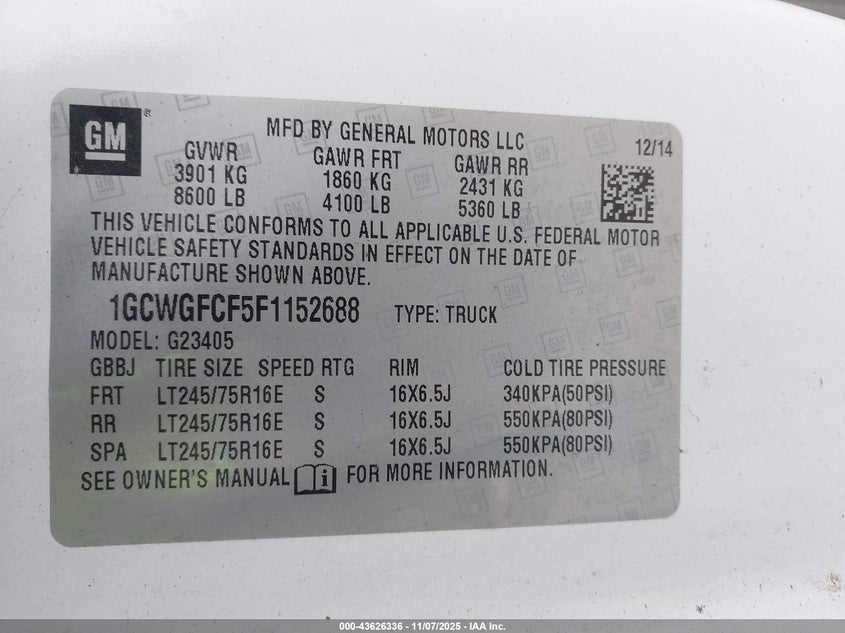 GM ®
MFD BY GENERAL MOTORS LLC
12/14
GVWR GAWR FRT GAWR RR
3901 KG 1860 KG 2431 KG
8600 LB 4100 LB 5360 LB
THIS VEHICLE CONFORMS TO ALL APPLICABLE U.S. FEDERAL MOTOR
VEHICLE SAFETY STANDARDS IN EFFECT ON THE DATE OF
MANUFACTURE SHOWN ABOVE.
1GCWGFCF5F1152688 TYPE: TRUCK
MODEL: G23405
GBBJ TIRE SIZE SPEED RTG RIM COLD TIRE PRESSURE
FRT LT245/75R16E S 16X6.5J 340KPA(50PSI)
RR LT245/75R16E S 16X6.5J 550KPA(80PSI)
SPA LT245/75R16E S 16X6.5J 550KPA(80PSI)
SEE OWNER'S MANUAL i FOR MORE INFORMATION.
000-43626336 - 11/07/2025 - IAA Inc.